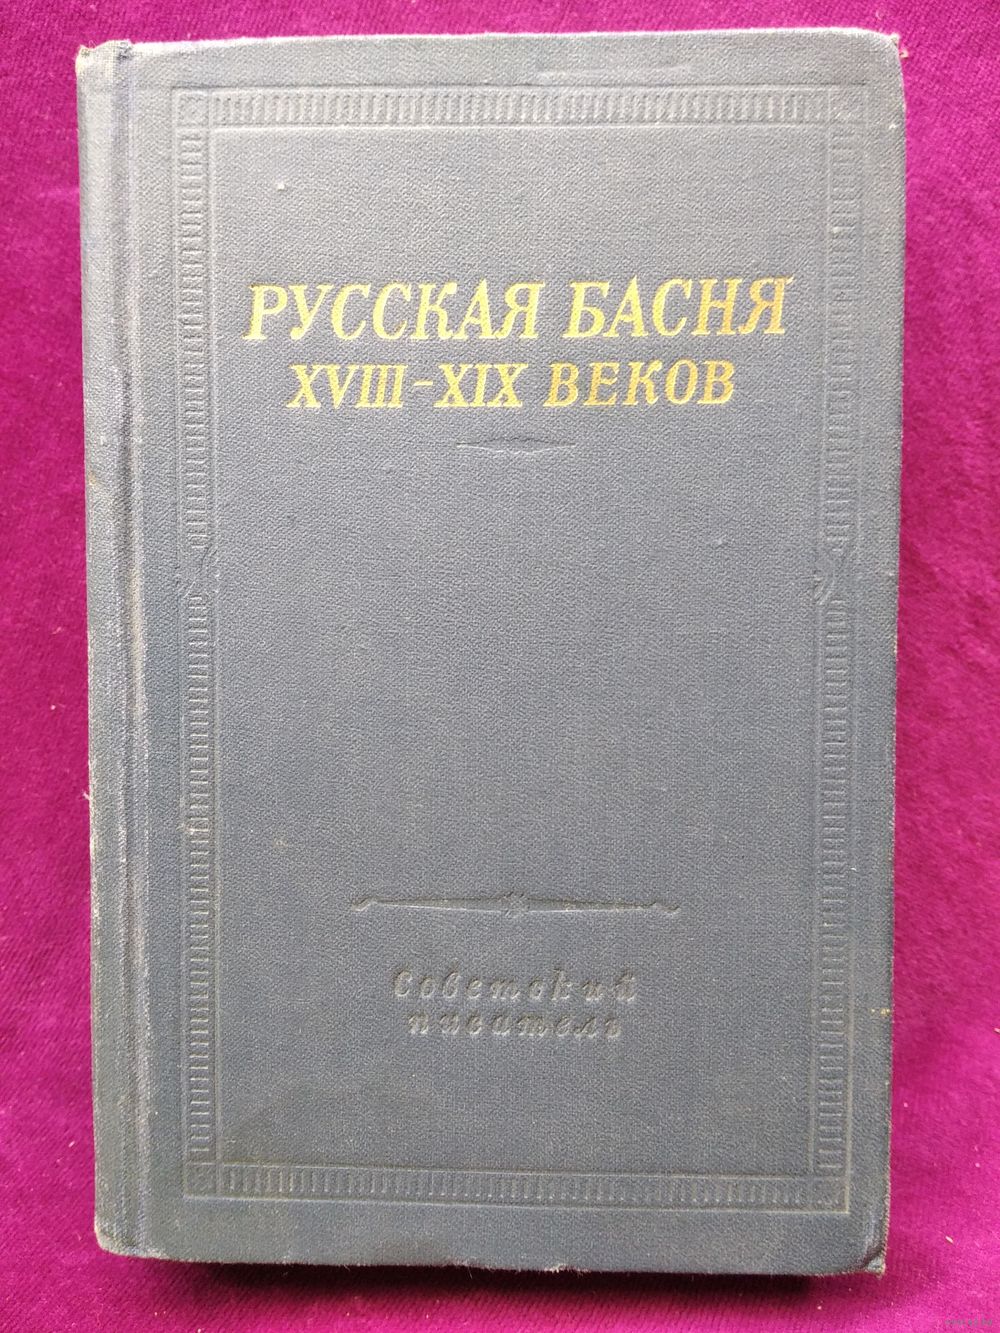 РУССКАЯ БАСНЯ
XVIII–XIX ВЕКОВ
Советский
писатель